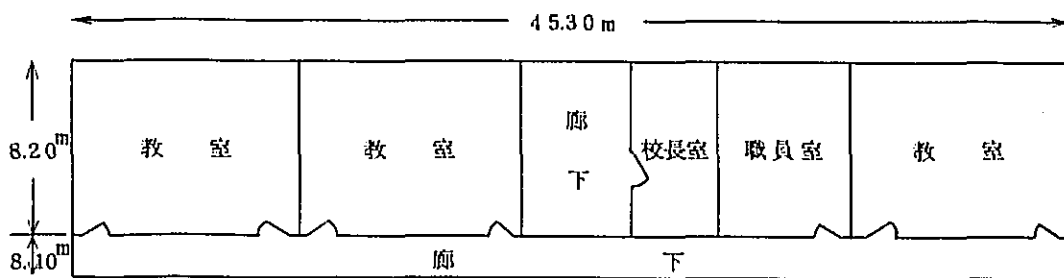 45.30m
8.20m
教室
教室
廊下
校長室
職員室
教室
8.10m
廊下